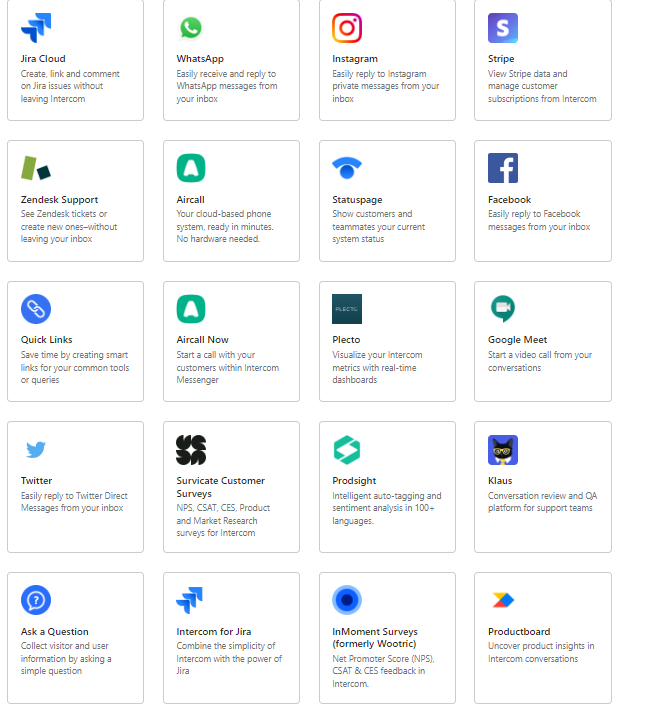 Jira Cloud
Create, link and comment
on Jira issues without
leaving Intercom
WhatsApp
Easily receive and reply to
WhatsApp messages from
your inbox
Instagram
Easily reply to Instagram
private messages from your
inbox
Stripe
View Stripe data and
manage customer
subscriptions from Intercom
Zendesk Support
See Zendesk tickets or
create new ones–without
leaving your inbox
Aircall
Your cloud-based phone
system, ready in minutes.
No hardware needed.
Statuspage
Show customers and
teammates your current
system status
Facebook
Easily reply to Facebook
messages from your inbox
Quick Links
Save time by creating smart
links for your common tools
or queries
Aircall Now
Start a call with your
customers within Intercom
Messenger
PLECTO
Plecto
Visualize your Intercom
metrics with real-time
dashboards
Google Meet
Start a video call from your
conversations
Twitter
Easily reply to Twitter Direct
Messages from your inbox
Survicate Customer
Surveys
NPS, CSAT, CES, Product
and Market Research
surveys for Intercom
Prodsight
Intelligent auto-tagging and
sentiment analysis in 100+
languages.
Klaus
Conversation review and QA
platform for support teams
Ask a Question
Collect visitor and user
information by asking a
simple question
Intercom for Jira
Combine the simplicity of
Intercom with the power of
Jira
InMoment Surveys
(formerly Wootric)
Net Promoter Score (NPS),
CSAT & CES feedback in
Intercom.
Productboard
Uncover product insights in
Intercom conversations